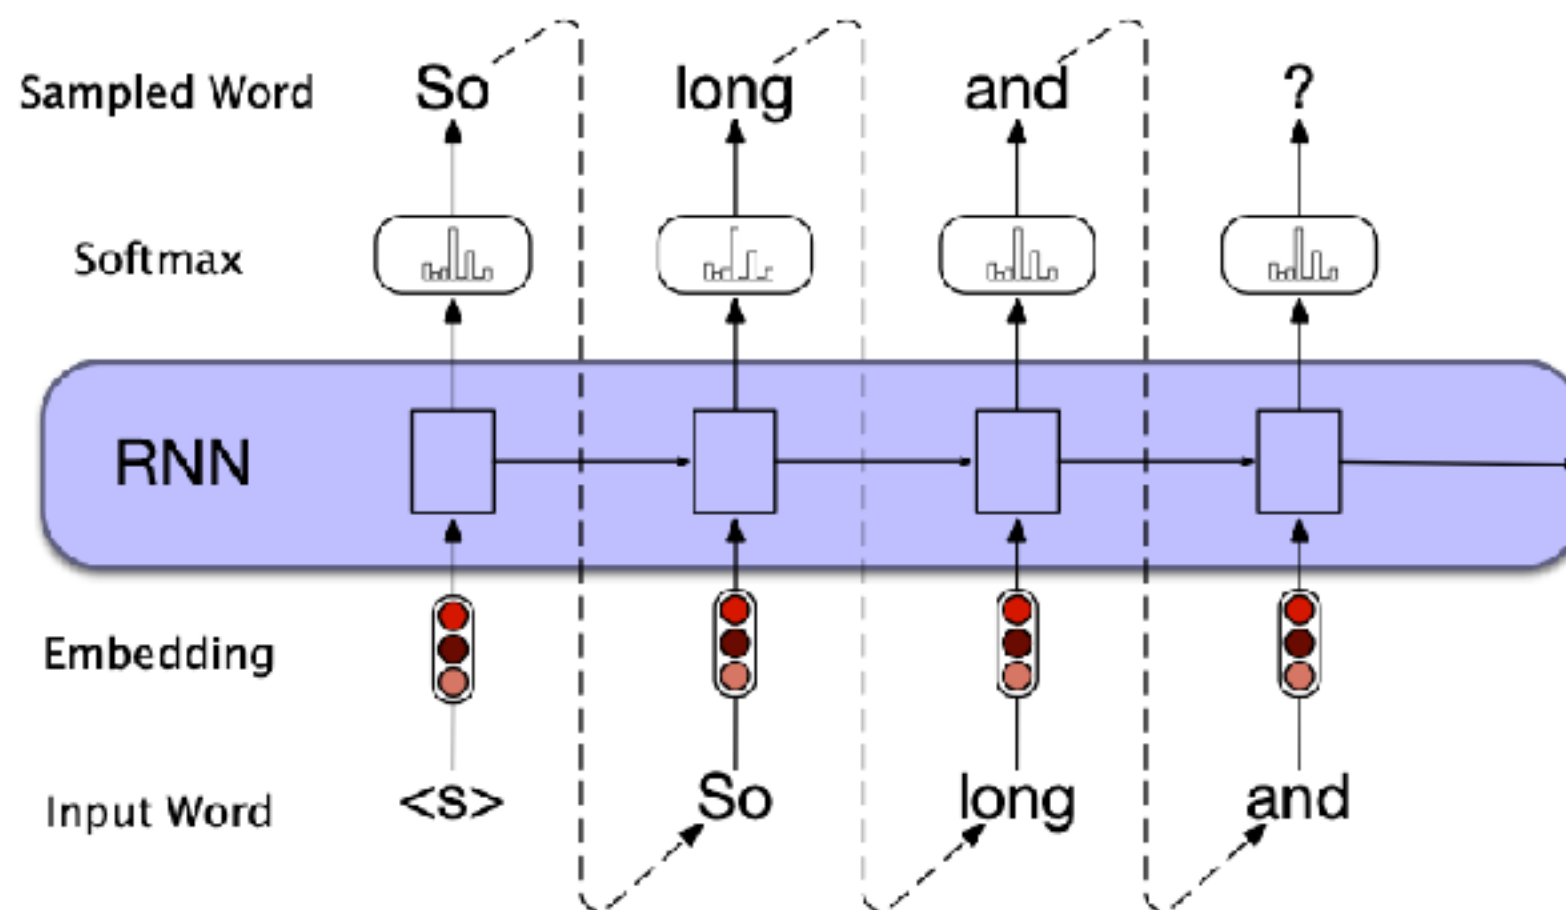 Sampled Word So long and ?
Softmax
RNN
Embedding
Input Word <s> So long and